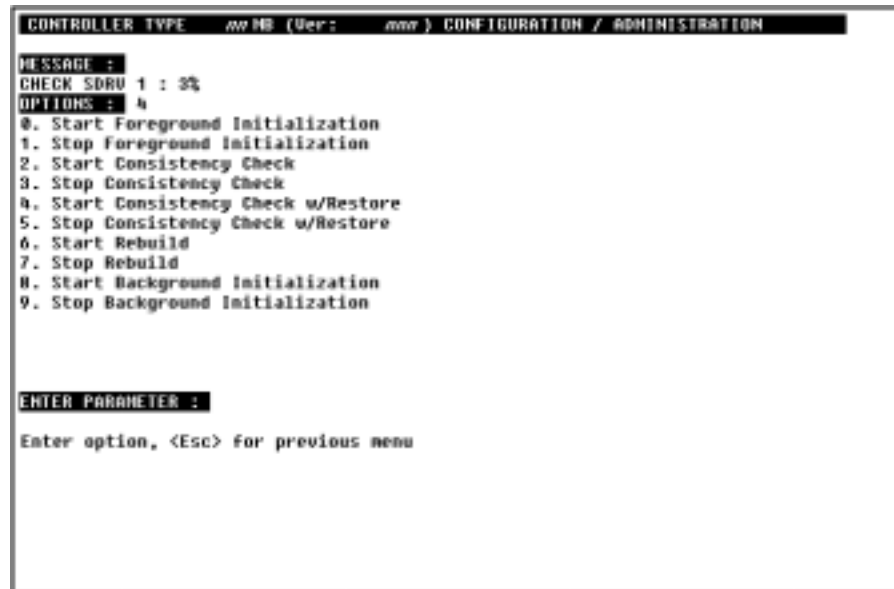 CONTROLLER TYPE nn MB (Ver: nnn ) CONFIGURATION / ADMINISTRATION
MESSAGE :
CHECK SDRV 1 : 3%
OPTIONS : 4
0. Start Foreground Initialization
1. Stop Foreground Initialization
2. Start Consistency Check
3. Stop Consistency Check
4. Start Consistency Check w/Restore
5. Stop Consistency Check w/Restore
6. Start Rebuild
7. Stop Rebuild
8. Start Background Initialization
9. Stop Background Initialization
ENTER PARAMETER :
Enter option, <Esc> for previous menu